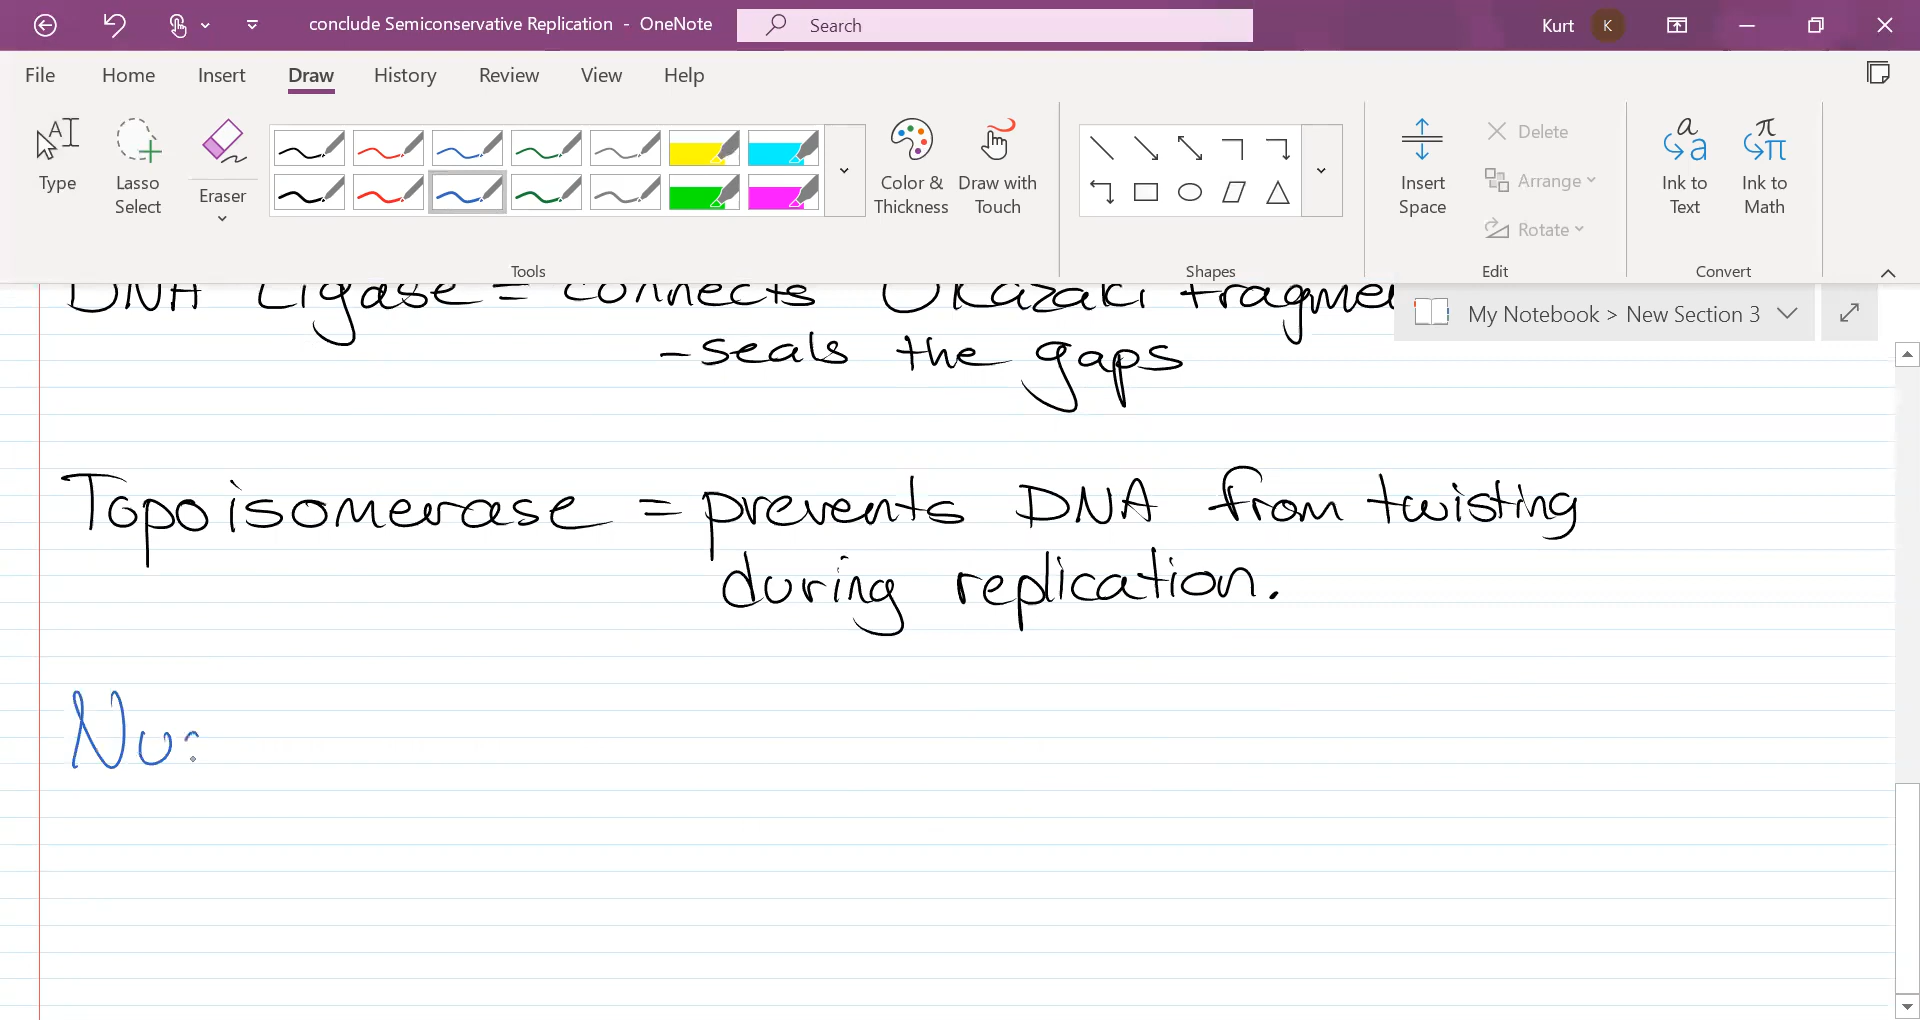 conclude Semiconservative Replication - OneNote
Search
Kurt K
File Home Insert Draw History Review View Help
Type
Lasso Select
Eraser
Color & Thickness
Draw with Touch
Insert Space
Delete
Arrange
Rotate
Ink to Text
Ink to Math
Tools
Shapes
Edit
Convert
My Notebook > New Section 3
DNA Ligase = connects Okazaki
- seals the gaps
Topoisomerase = prevents DNA from twisting
during replication.